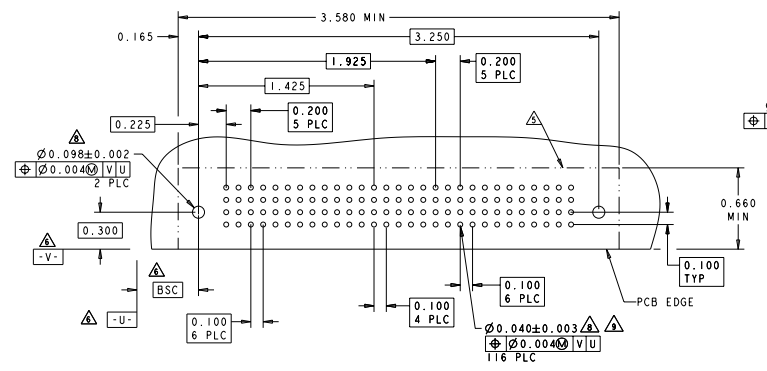 3.580 MIN
0.165
3.250
1.925
0.200
5 PLC
1.425
0.200
5 PLC
0.225
5
8
Ø0.098±0.002
⌖ Ø0.004Ⓜ V U
2 PLC
0.660
MIN
0.300
6
-V-
0.100
TYP
6
BSC
0.100
6 PLC
PCB EDGE
6
-U-
0.100
6 PLC
0.100
4 PLC
Ø0.040±0.003 8 9
⌖ Ø0.004Ⓜ V U
116 PLC
⌖